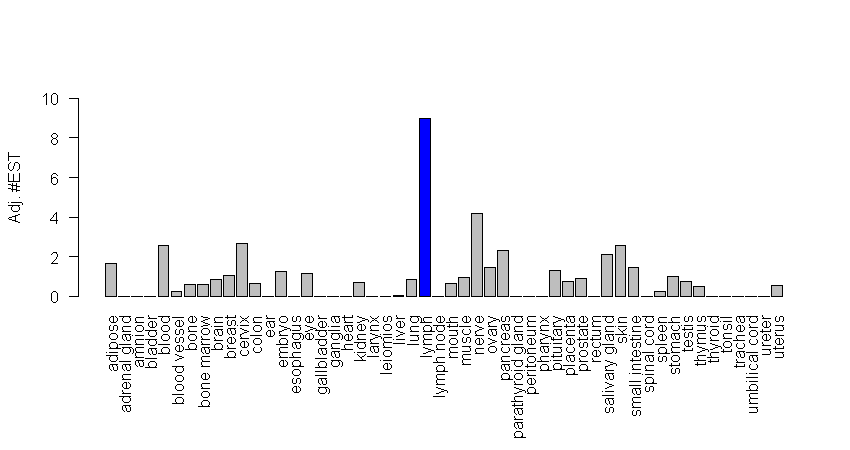 Adj. #EST
10
8
6
4
2
0
adipose
adrenal gland
amnion
bladder
blood
blood vessel
bone
bone marrow
brain
breast
cervix
colon
ear
embryo
esophagus
eye
gallbladder
ganglia
heart
kidney
larynx
leiomios
liver
lung
lymph
lymph node
mouth
muscle
nerve
ovary
pancreas
parathyroid gland
peritoneum
pharynx
pituitary
placenta
prostate
rectum
salivary gland
skin
small intestine
spinal cord
spleen
stomach
testis
thymus
thyroid
tonsil
trachea
umbilical cord
ureter
uterus